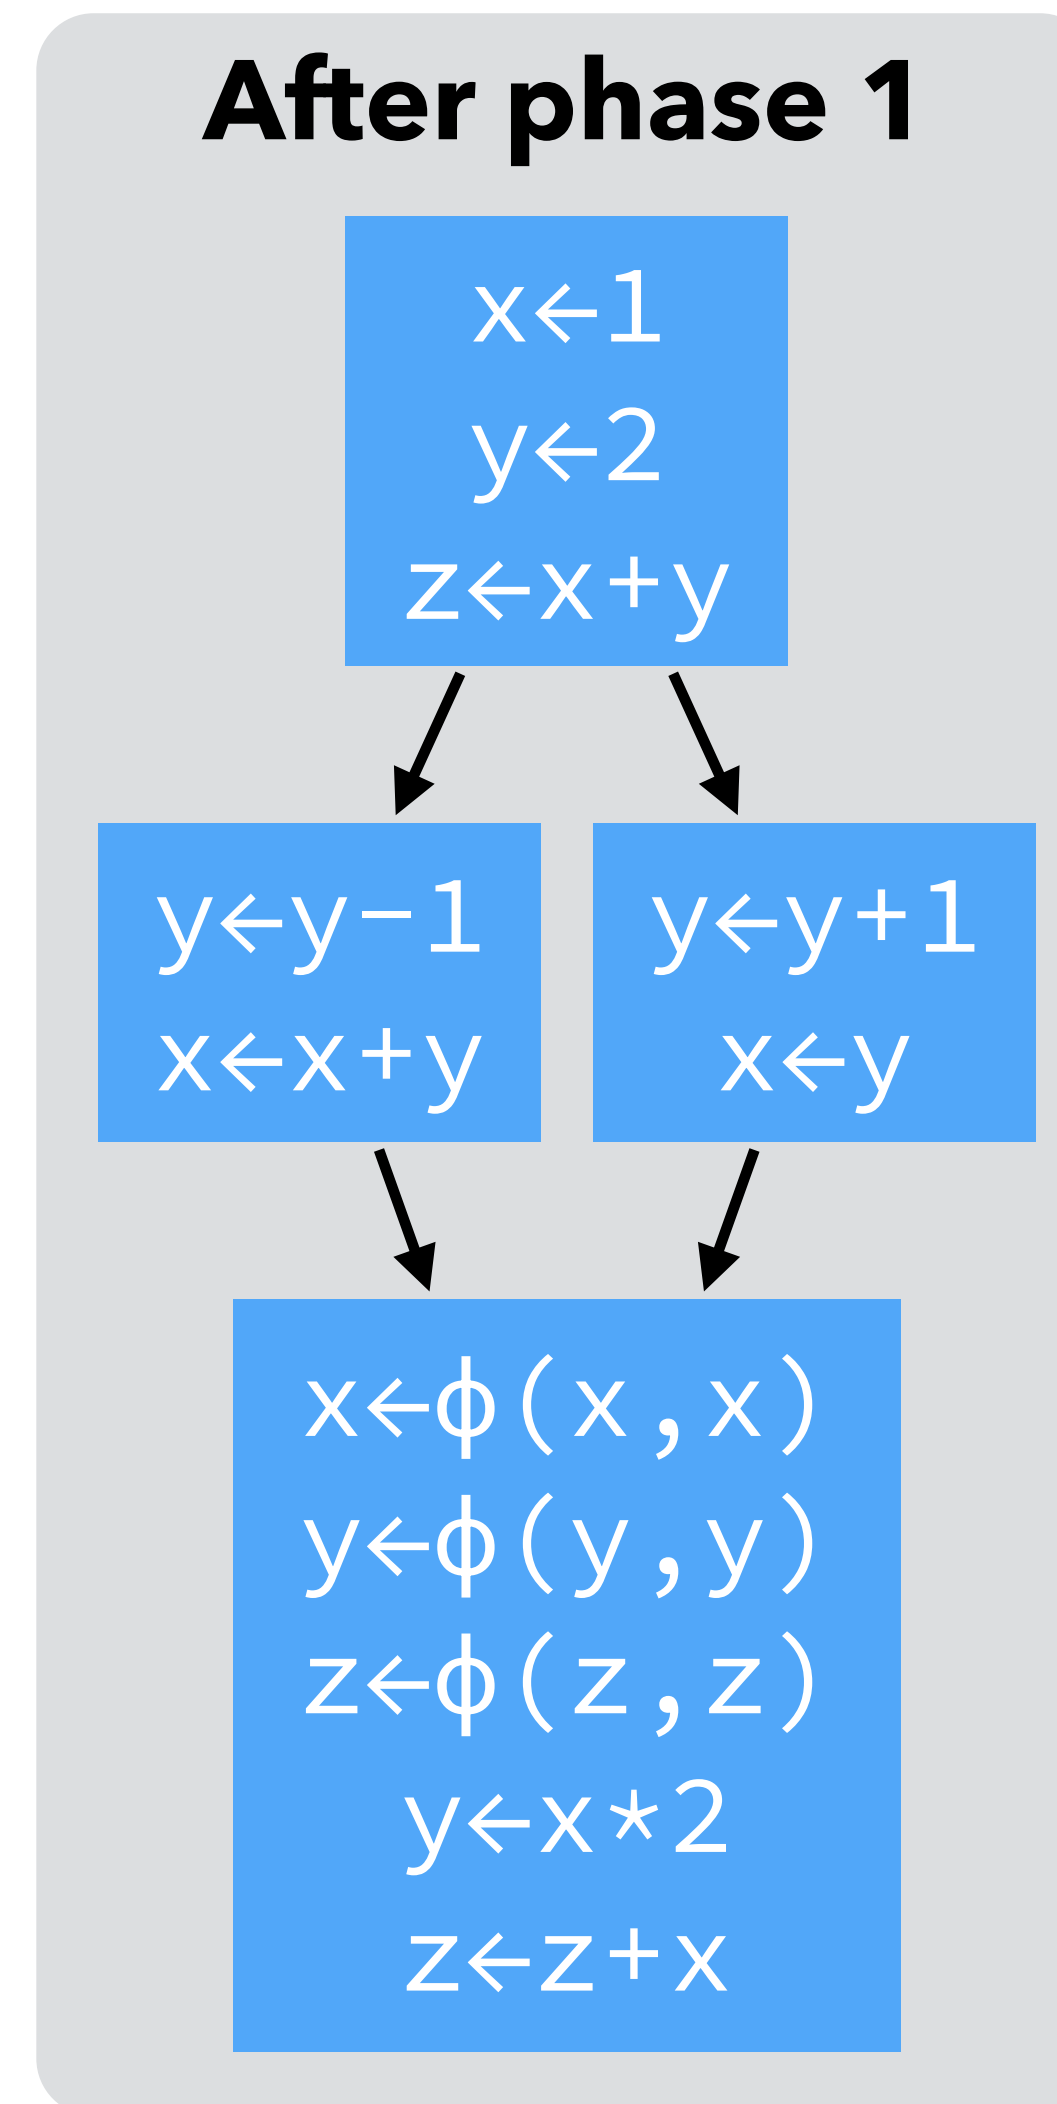 After phase 1
x←1
y←2
z←x+y
y←y-1
x←x+y
y←y+1
x←y
x←ϕ(x,x)
y←ϕ(y,y)
z←ϕ(z,z)
y←x*2
z←z+x